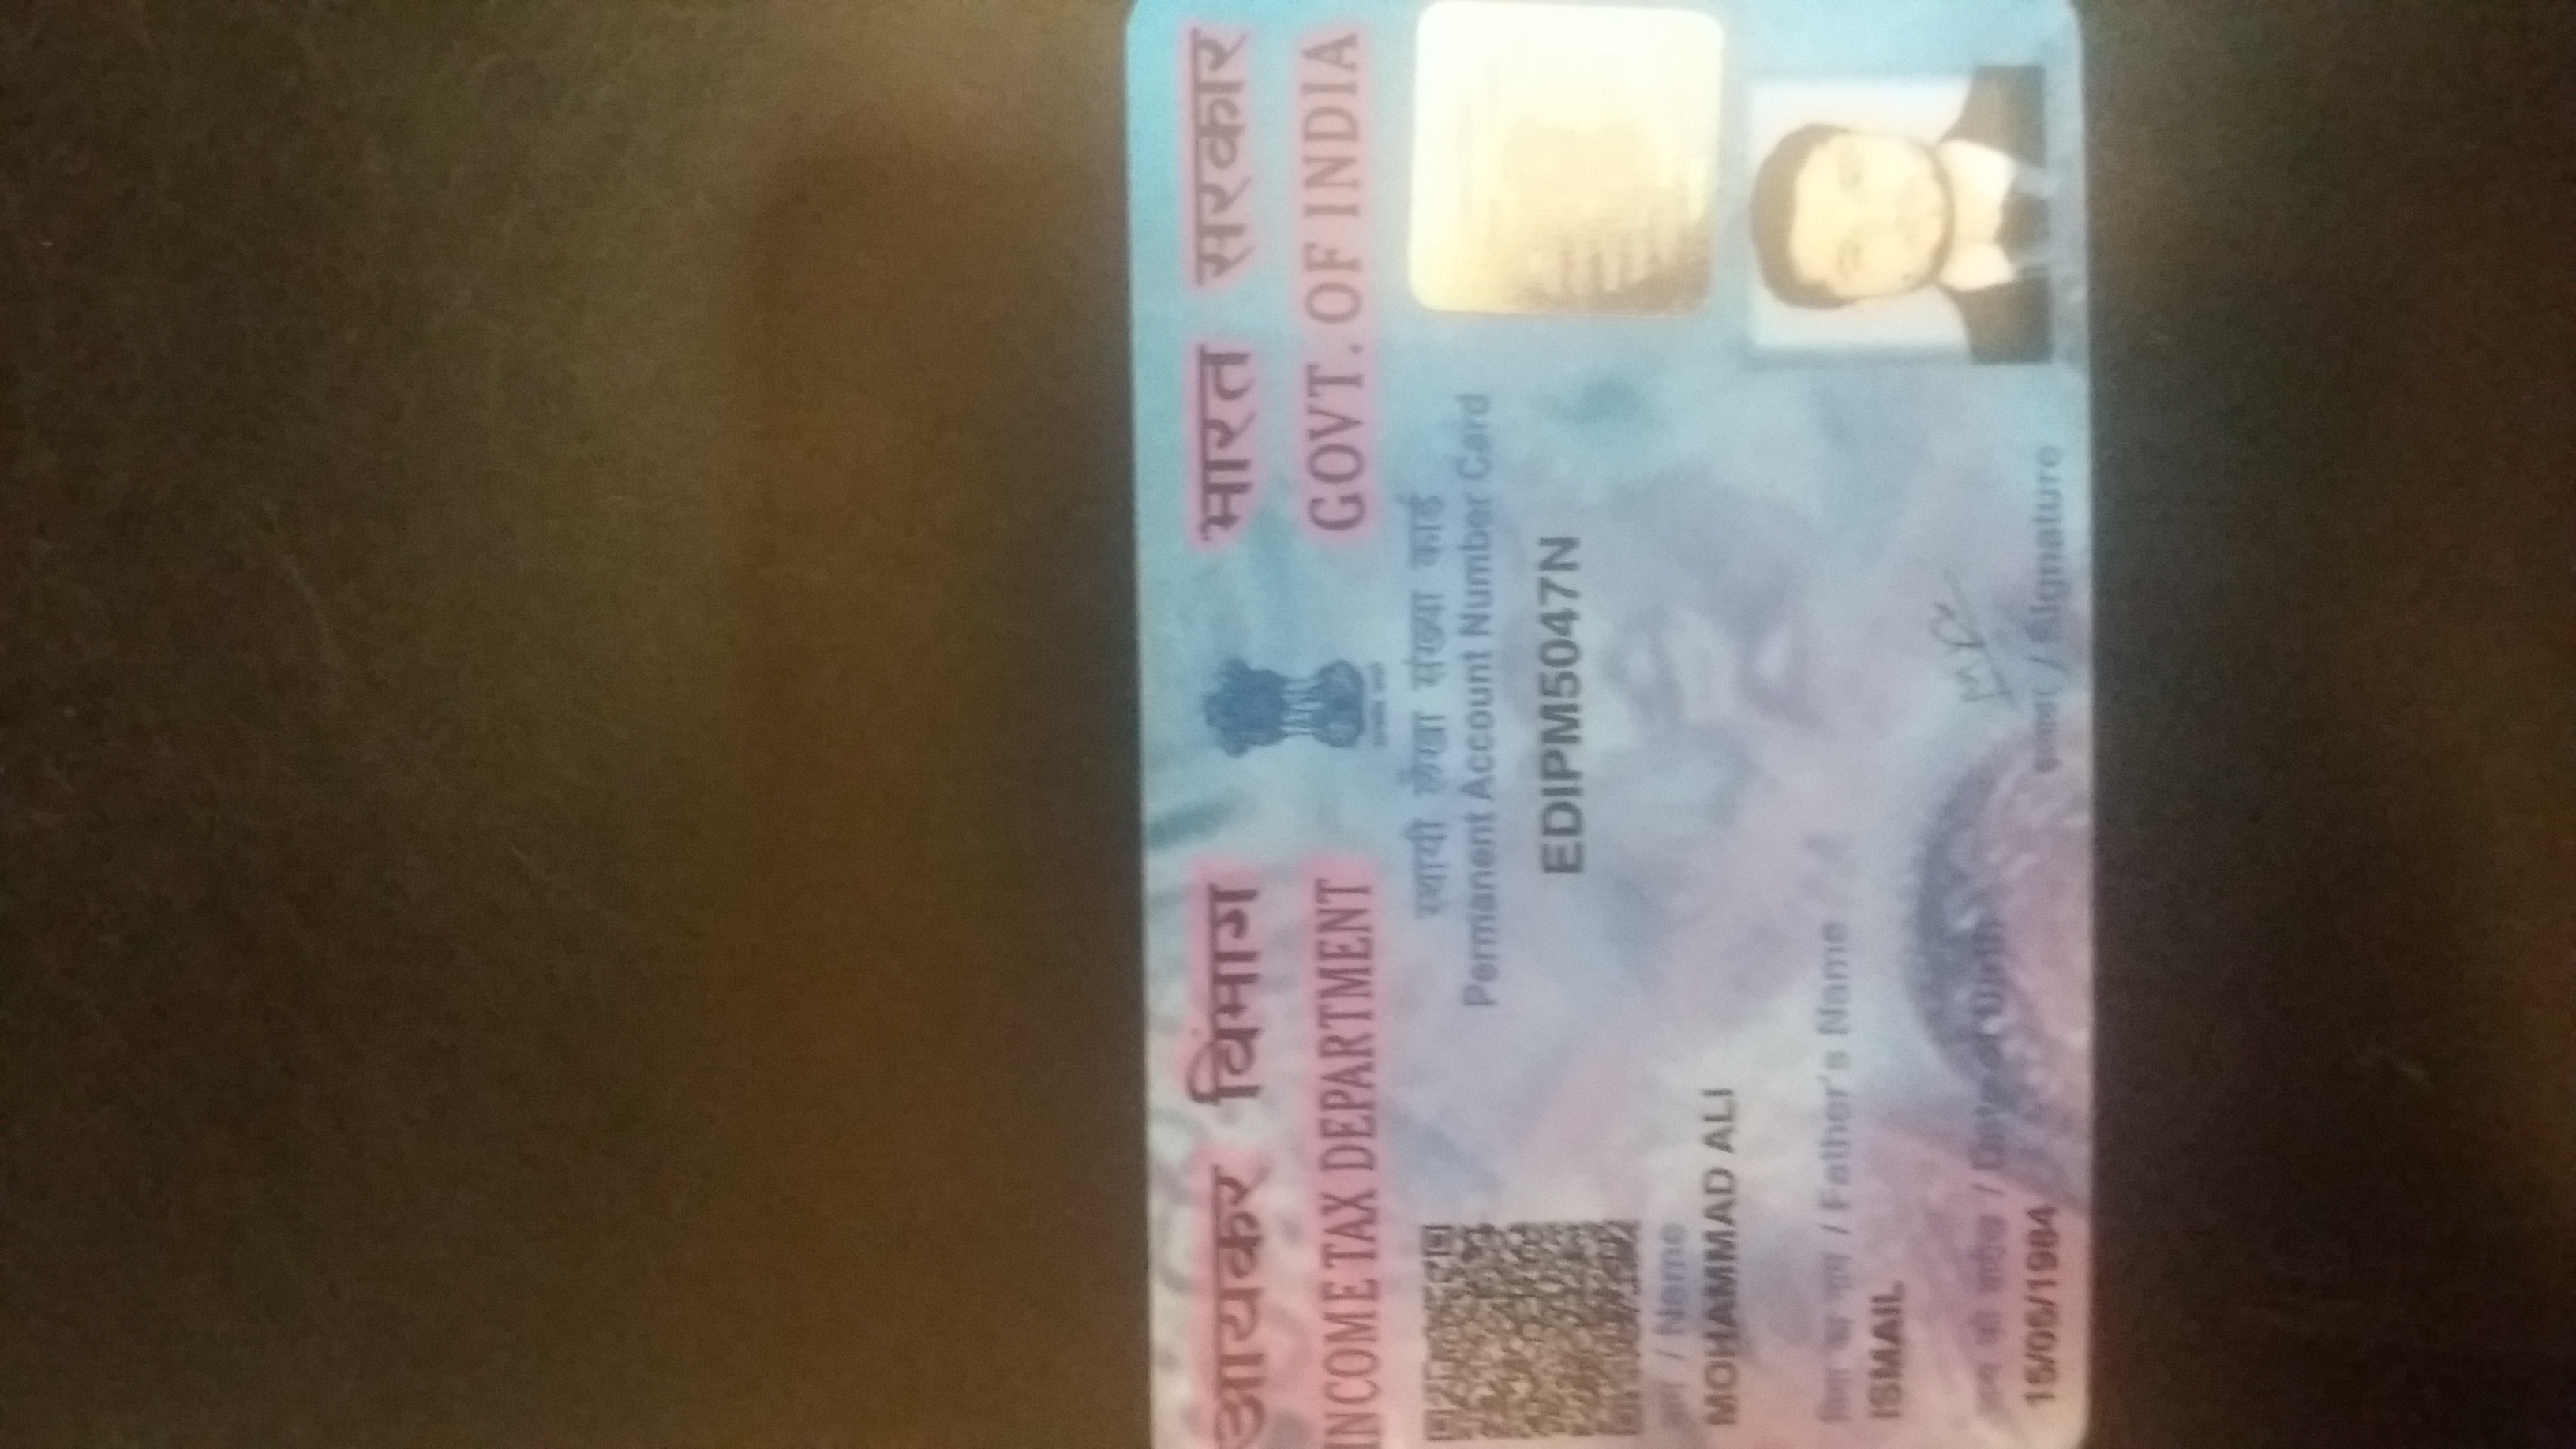 आयकर विभाग
भारत सरकार
INCOME TAX DEPARTMENT
GOVT. OF INDIA
स्थायी लेखा संख्या कार्ड
Permanent Account Number Card
EDIPM5047N
नाम / Name
MOHAMMAD ALI
पिता का नाम / Father's Name
ISMAIL
जन्म की तारीख / Date of Birth
15/05/1984
हस्ताक्षर / Signature